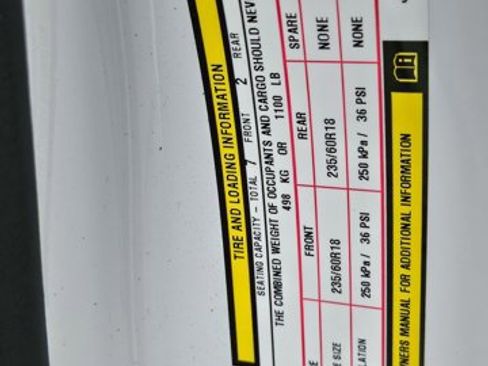 TIRE AND LOADING INFORMATION
SEATING CAPACITY - TOTAL 7 FRONT 2 REAR
THE COMBINED WEIGHT OF OCCUPANTS AND CARGO SHOULD NEV
498 KG OR 1100 LB
FRONT REAR SPARE
E SIZE 235/60R18 235/60R18 NONE
LATION 250 kPa / 36 PSI 250 kPa / 36 PSI NONE
NERS MANUAL FOR ADDITIONAL INFORMATION